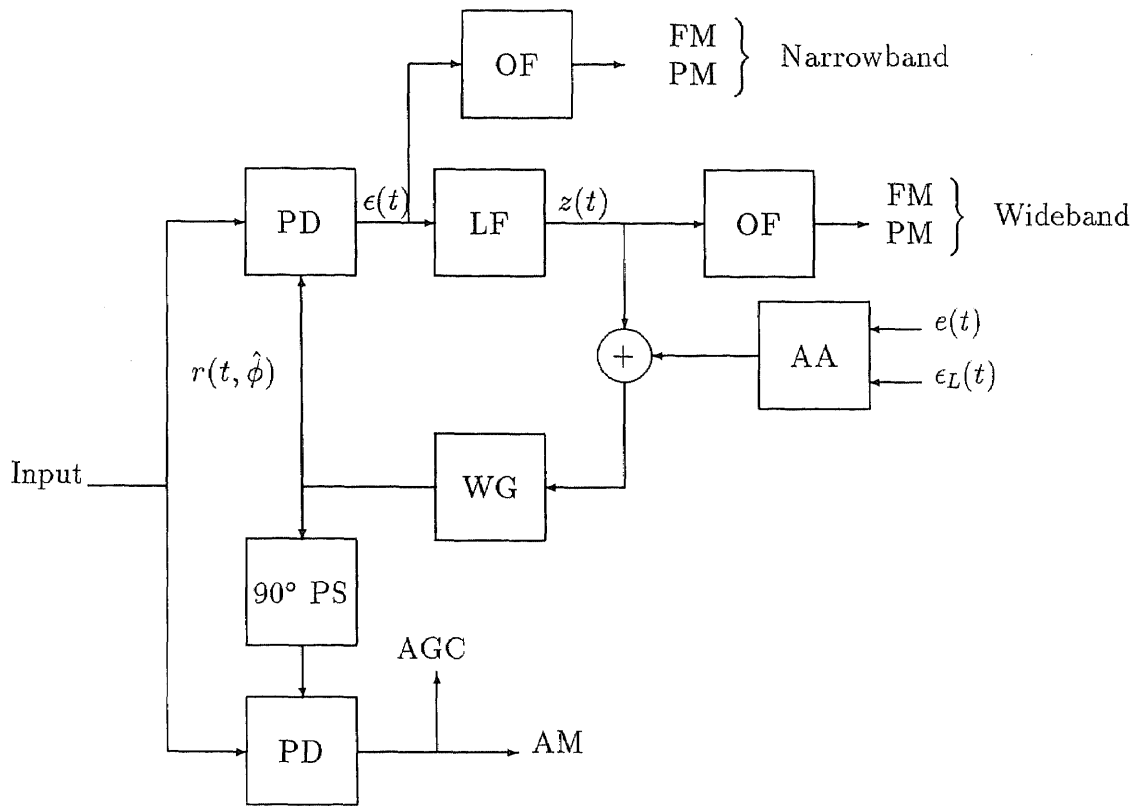 FM
OF
PM
Narrowband
PD
ϵ(t)
LF
z(t)
OF
FM
PM
Wideband
r(t, φ̂)
+
AA
e(t)
ϵ_L(t)
Input
WG
90° PS
AGC
PD
AM